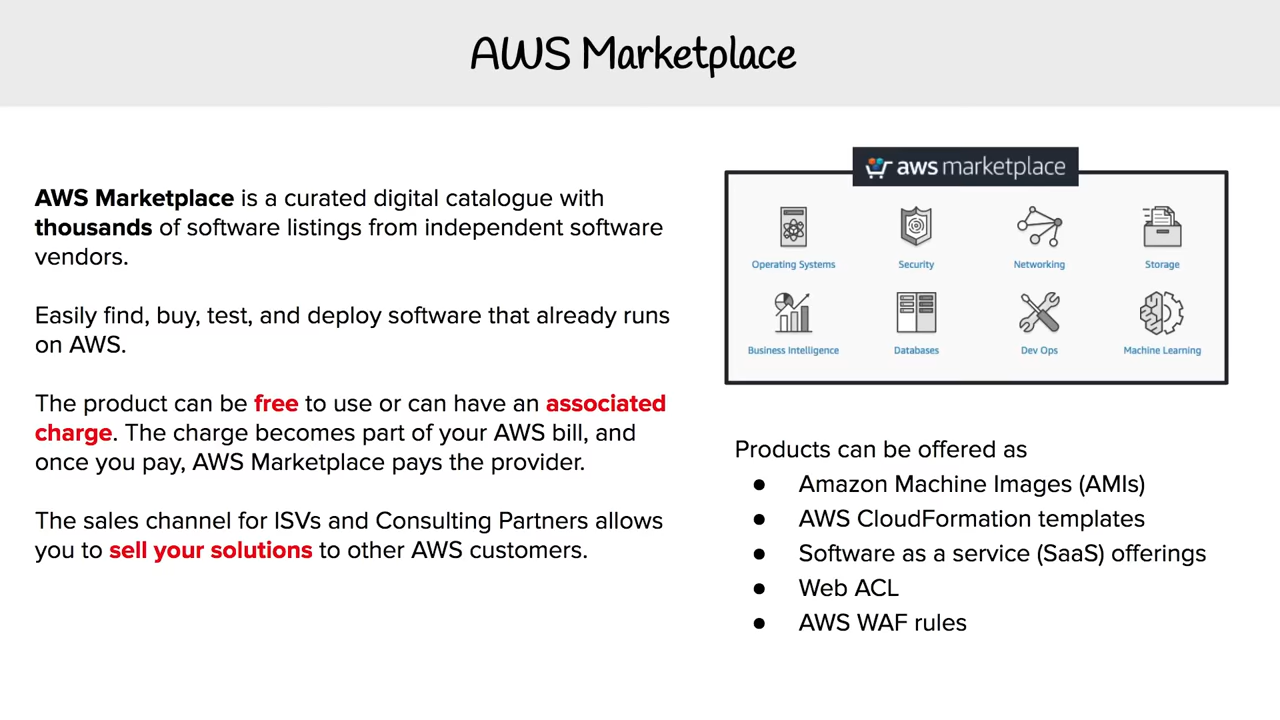 AWS Marketplace
AWS Marketplace is a curated digital catalogue with
thousands of software listings from independent software
vendors.
Easily find, buy, test, and deploy software that already runs
on AWS.
The product can be free to use or can have an associated
charge. The charge becomes part of your AWS bill, and
once you pay, AWS Marketplace pays the provider.
The sales channel for ISVs and Consulting Partners allows
you to sell your solutions to other AWS customers.
aws marketplace
Operating Systems
Security
Networking
Storage
Business Intelligence
Databases
Dev Ops
Machine Learning
Products can be offered as
● Amazon Machine Images (AMIs)
● AWS CloudFormation templates
● Software as a service (SaaS) offerings
● Web ACL
● AWS WAF rules